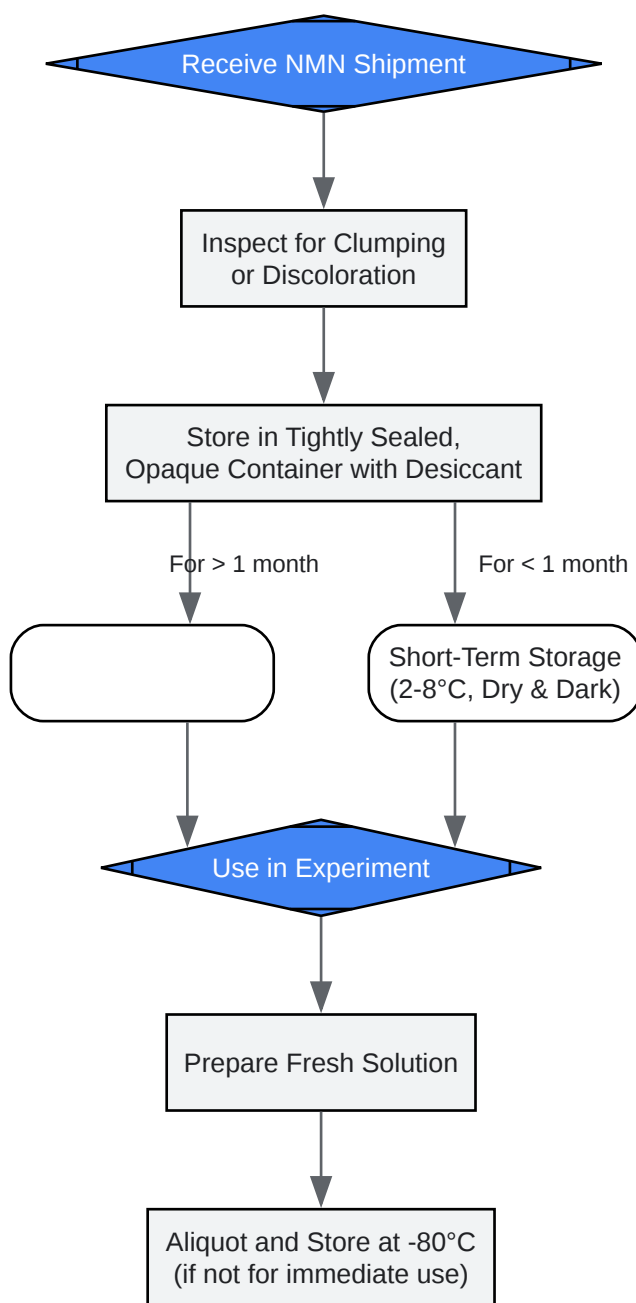 Receive NMN Shipment
Inspect for Clumping
or Discoloration
Store in Tightly Sealed,
Opaque Container with Desiccant
For > 1 month
For < 1 month
Short-Term Storage
(2-8°C, Dry & Dark)
Use in Experiment
Prepare Fresh Solution
Aliquot and Store at -80°C
(if not for immediate use)